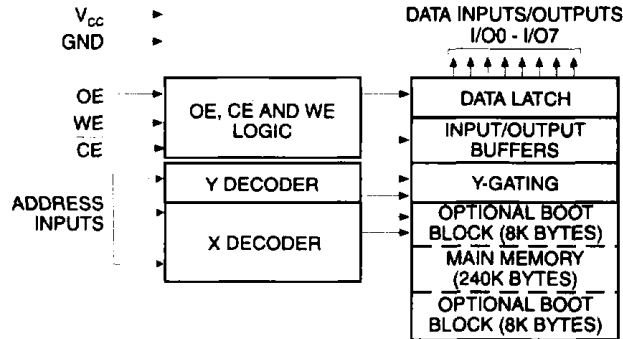 V_CC
GND
DATA INPUTS/OUTPUTS
I/O0 - I/O7
OE
WE
CE
OE, CE AND WE
LOGIC
ADDRESS
INPUTS
Y DECODER
X DECODER
DATA LATCH
INPUT/OUTPUT
BUFFERS
Y-GATING
OPTIONAL BOOT
BLOCK (8K BYTES)
MAIN MEMORY
(240K BYTES)
OPTIONAL BOOT
BLOCK (8K BYTES)